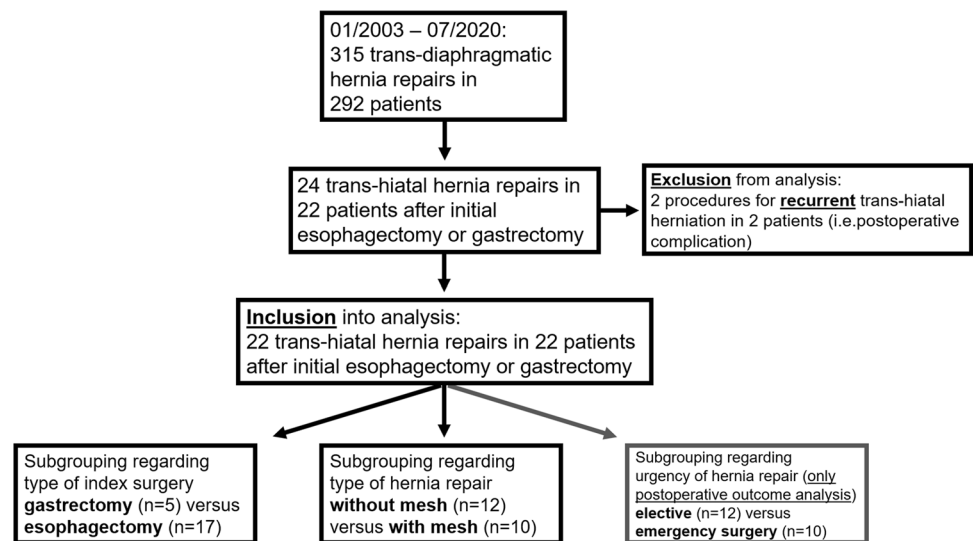 01/2003 – 07/2020:
315 trans-diaphragmatic
hernia repairs in
292 patients
24 trans-hiatal hernia repairs in
22 patients after initial
esophagectomy or gastrectomy
Exclusion from analysis:
2 procedures for recurrent trans-hiatal
herniation in 2 patients (i.e.postoperative
complication)
Inclusion into analysis:
22 trans-hiatal hernia repairs in 22 patients
after initial esophagectomy or gastrectomy
Subgrouping regarding
type of index surgery
gastrectomy (n=5) versus
esophagectomy (n=17)
Subgrouping regarding
type of hernia repair
without mesh (n=12)
versus with mesh (n=10)
Subgrouping regarding
urgency of hernia repair (only
postoperative outcome analysis)
elective (n=12) versus
emergency surgery (n=10)